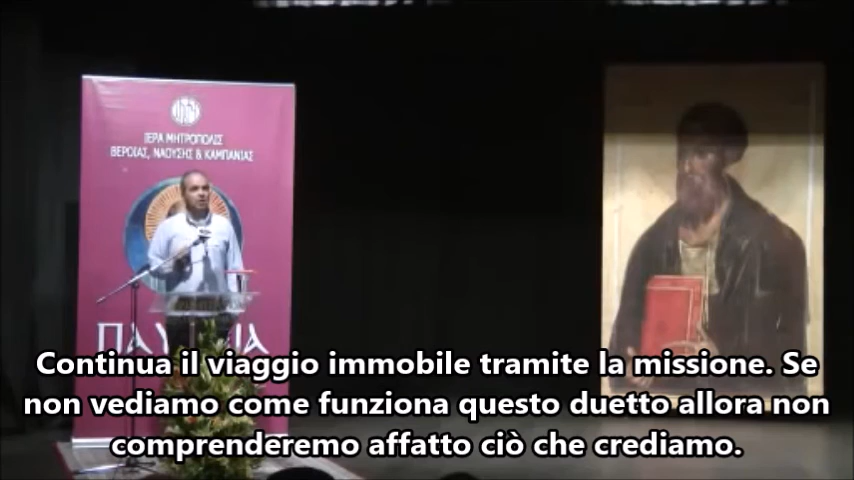 ΙΕΡΑ ΜΗΤΡΟΠΟΛΙΣ
ΒΕΡΟΙΑΣ, ΝΑΟΥΣΗΣ & ΚΑΜΠΑΝΙΑΣ
Continua il viaggio immobile tramite la missione. Se
non vediamo come funziona questo duetto allora non
comprenderemo affatto ciò che crediamo.